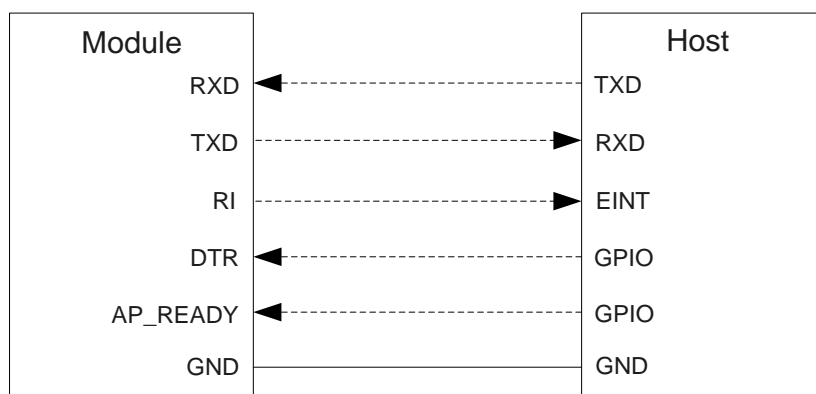 Module Host
RXD TXD
TXD RXD
RI EINT
DTR GPIO
AP_READY GPIO
GND GND